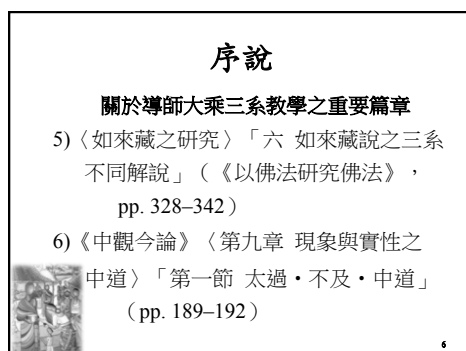 序說
關於導師大乘三系教學之重要篇章
5)〈如來藏之研究〉「六 如來藏說之三系
不同解說」（《以佛法研究佛法》，
pp. 328–342）
6)《中觀今論》〈第九章 現象與實性之
中道〉「第一節 太過‧不及‧中道」
（pp. 189–192）
6